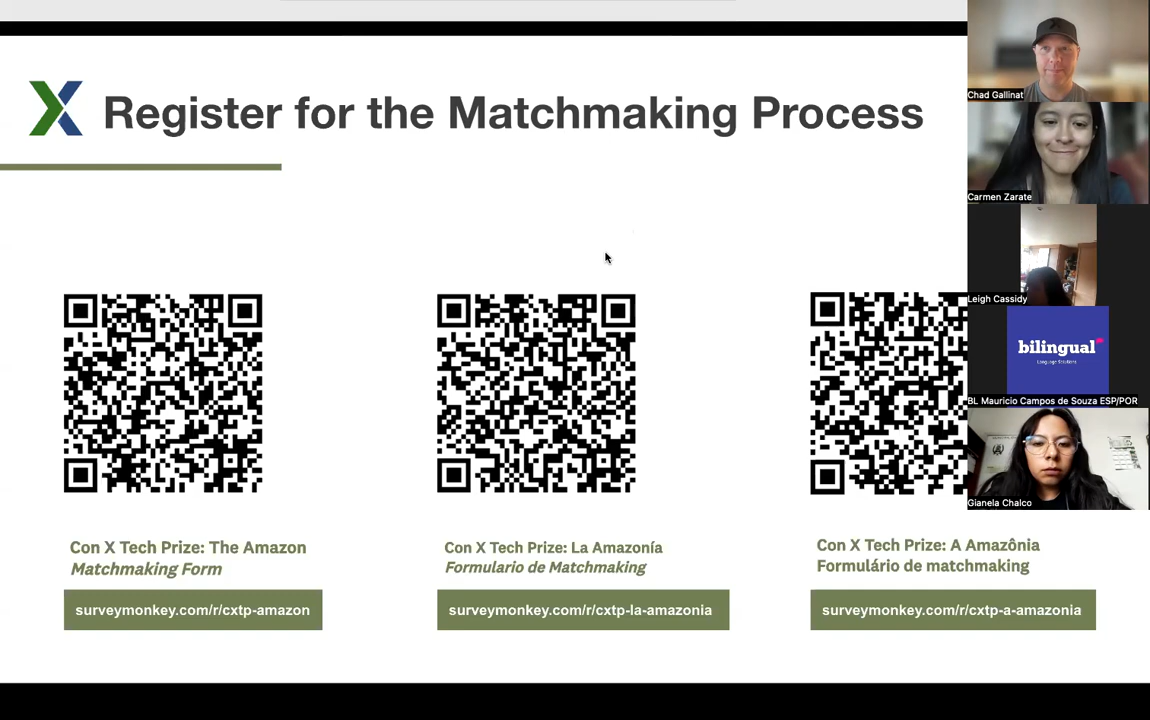 Register for the Matchmaking Process
Chad Gallinat
Carmen Zarate
Leigh Cassidy
bilingual
Language Solutions
BL Mauricio Campos de Souza ESP/POR
Gianela Chalco
Con X Tech Prize: The Amazon
Matchmaking Form
surveymonkey.com/r/cxtp-amazon
Con X Tech Prize: La Amazonía
Formulario de Matchmaking
surveymonkey.com/r/cxtp-la-amazonia
Con X Tech Prize: A Amazônia
Formulário de matchmaking
surveymonkey.com/r/cxtp-a-amazonia